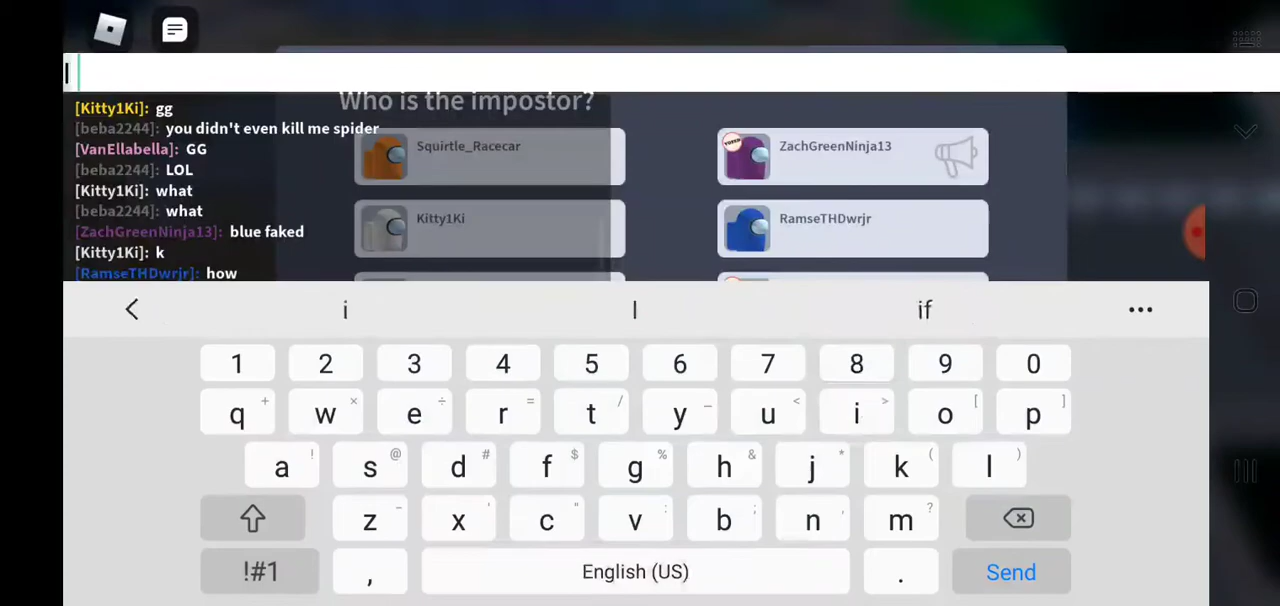 I
Who is the impostor?
[Kitty1Ki]: gg
[beba2244]: you didn't even kill me spider
[VanEllabella]: GG
[beba2244]: LOL
[Kitty1Ki]: what
[beba2244]: what
[ZachGreenNinja13]: blue faked
[Kitty1Ki]: k
[RamseTHDwrjr]: how
Squirtle_Racecar
ZachGreenNinja13
Kitty1Ki
RamseTHDwrjr
i I if
1 2 3 4 5 6 7 8 9 0
q + w × e ÷ r = t / y _ u < i > o [ p ]
a ! s @ d # f $ g % h & j * k ( l )
z - x ' c " v : b ; n , m ?
!#1 , English (US) . Send